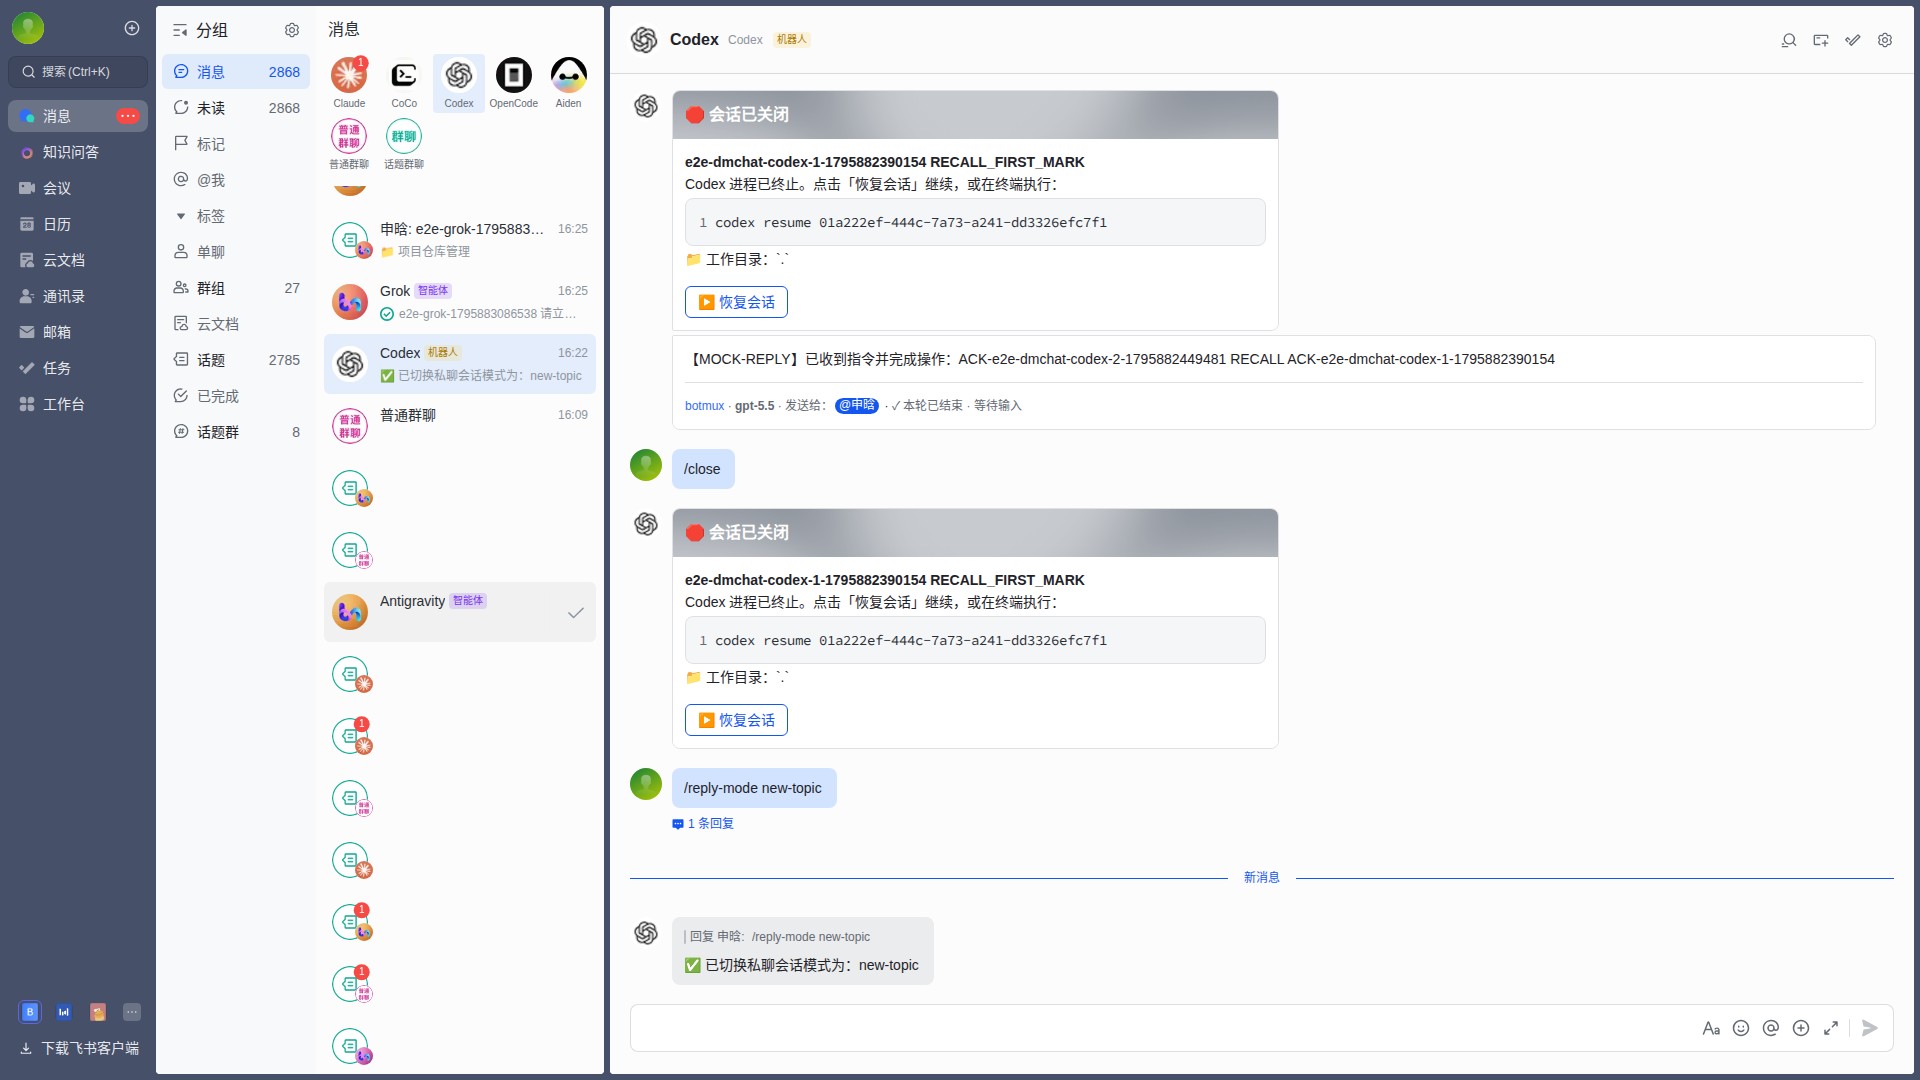 搜索 (Ctrl+K)
消息
知识问答
会议
日历
云文档
通讯录
邮箱
任务
工作台
下载飞书客户端
分组
消息 2868
未读 2868
标记
@我
标签
单聊
群组 27
云文档
话题 2785
已完成
话题群 8
消息
1
Claude CoCo Codex OpenCode Aiden
普通群聊 群聊
普通群聊 话题群聊
申晗: e2e-grok-1795883... 16:25
📁 项目仓库管理
Grok 智能体 16:25
e2e-grok-1795883086538 请立...
Codex 机器人 16:22
✅ 已切换私聊会话模式为：new-topic
普通群聊
普通群聊 16:09
Antigravity 智能体
1
1
1
Codex Codex 机器人
会话已关闭
e2e-dmchat-codex-1-1795882390154 RECALL_FIRST_MARK
Codex 进程已终止。点击「恢复会话」继续，或在终端执行：
1 codex resume 01a222ef-444c-7a73-a241-dd3326efc7f1
📁 工作目录：`.`
恢复会话
【MOCK-REPLY】已收到指令并完成操作：ACK-e2e-dmchat-codex-2-1795882449481 RECALL ACK-e2e-dmchat-codex-1-1795882390154
botmux · gpt-5.5 · 发送给： @申晗 · ✓ 本轮已结束 · 等待输入
/close
会话已关闭
e2e-dmchat-codex-1-1795882390154 RECALL_FIRST_MARK
Codex 进程已终止。点击「恢复会话」继续，或在终端执行：
1 codex resume 01a222ef-444c-7a73-a241-dd3326efc7f1
📁 工作目录：`.`
恢复会话
/reply-mode new-topic
1 条回复
新消息
回复 申晗：/reply-mode new-topic
✅ 已切换私聊会话模式为：new-topic